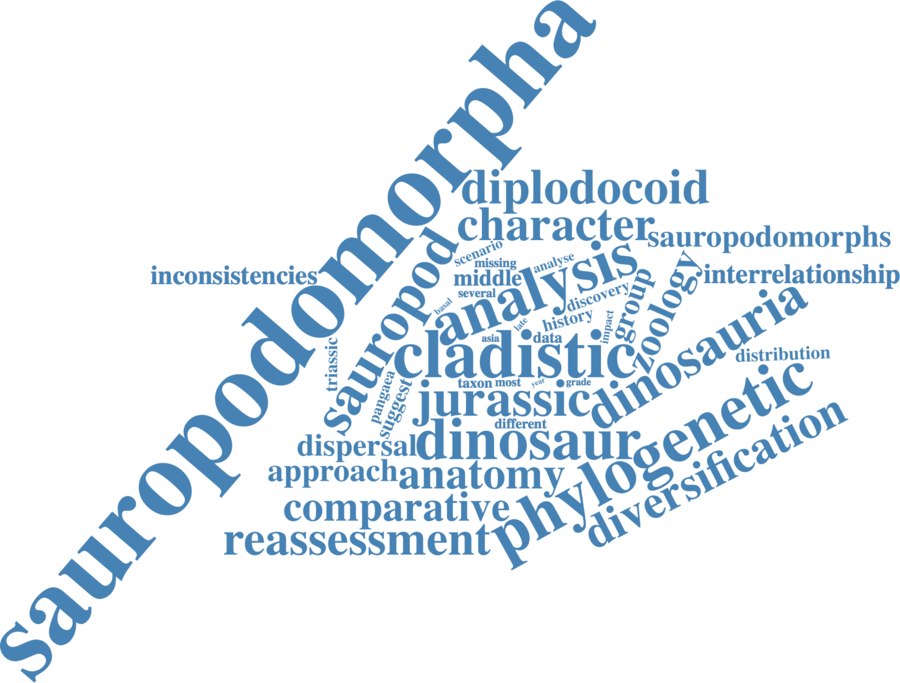 sauropodomorpha
diplodocoid
character
sauropodomorphs
sauropod
scenario
missing
analyse
analysis
inconsistencies
middle
interrelationship
several
discovery
group
zoology
basal
late
history
impact
dinosauria
asia
data
triassic
cladistic
distribution
pangaea
suggest
taxon
most
year
grade
jurassic
different
phylogenetic
dispersal
dinosaur
approach
anatomy
diversification
comparative
reassessment